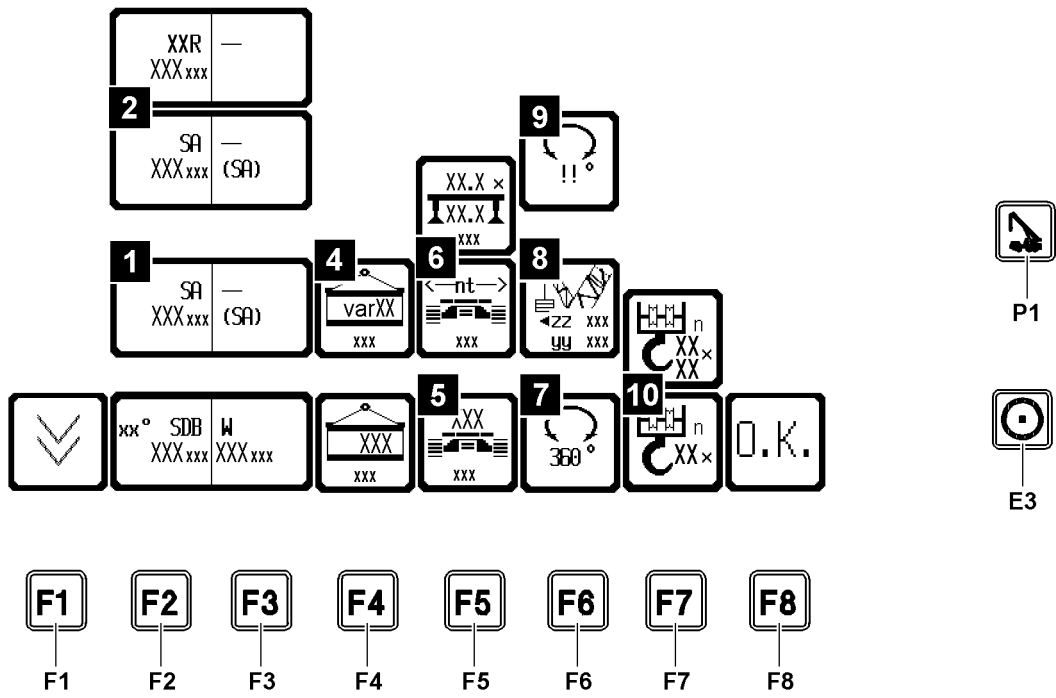 XXR —
XXX xxx
2
SA —
XXX xxx (SA)
9
!! °
XX.X ×
XX.X
xxx
1
SA —
XXX xxx (SA)
4
varXX
xxx
6
<—nt—>
xxx
8
◄zz xxx
yy xxx
n
XX ×
XX
P1
xx° SDB W
XXX xxx XXX xxx
XXX
xxx
5
^XX
xxx
7
360°
10
n
XX ×
O.K.
E3
F1 F2 F3 F4 F5 F6 F7 F8
F1 F2 F3 F4 F5 F6 F7 F8